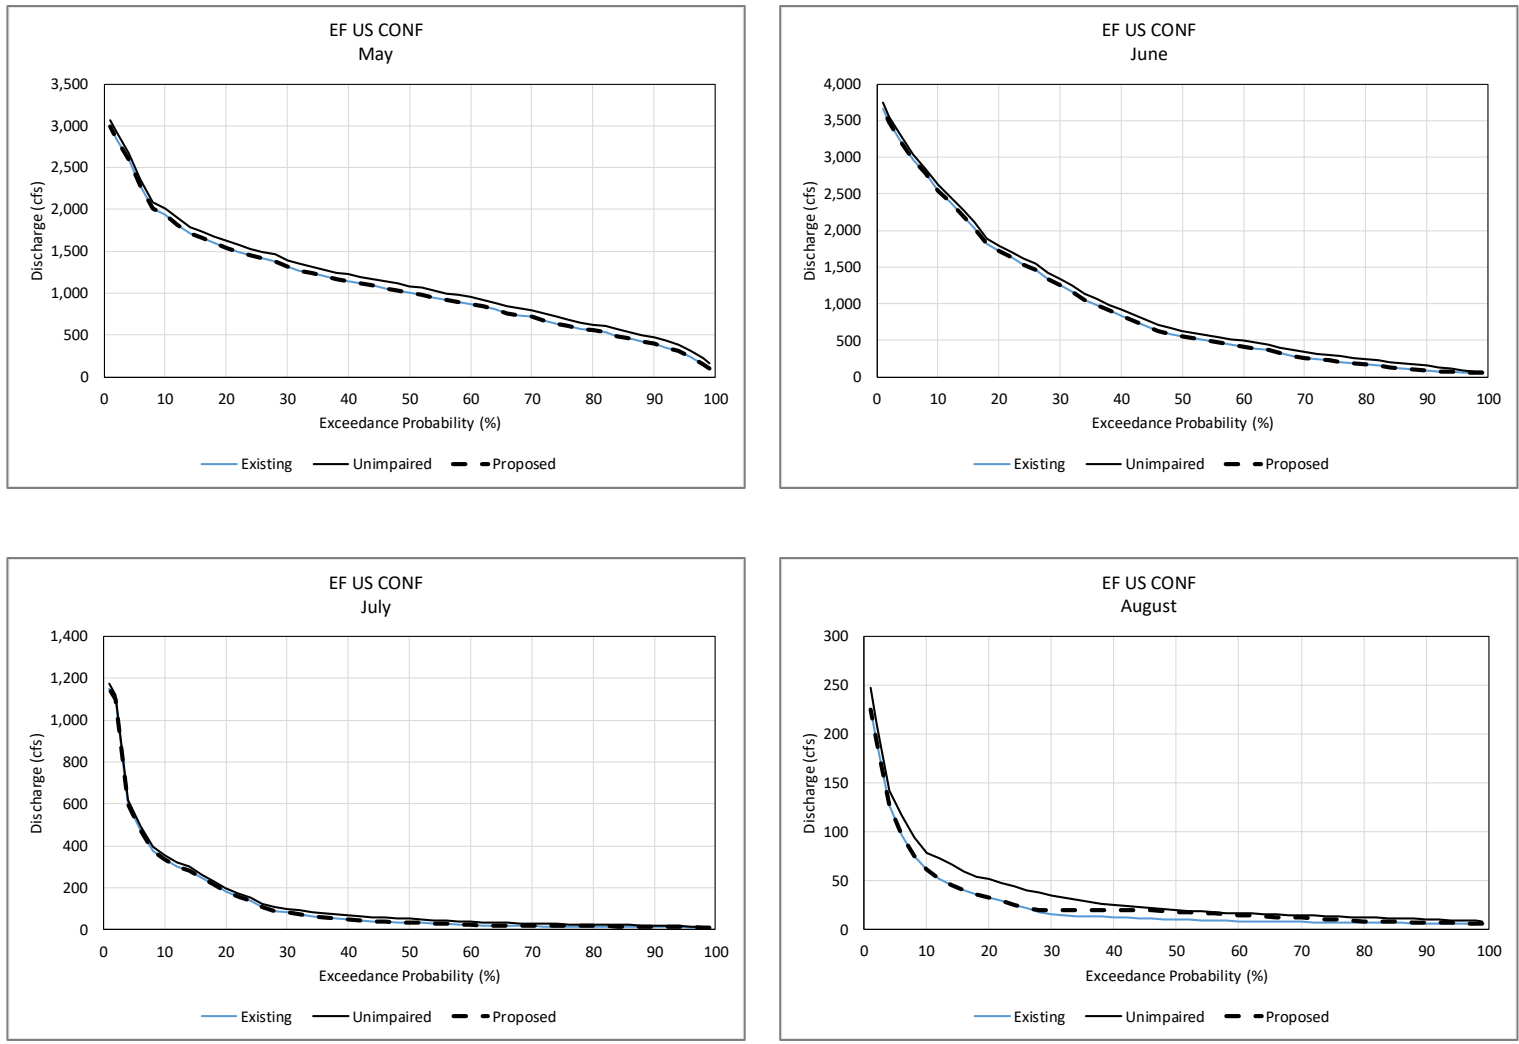 EF US CONF
May
3,500
3,000
2,500
2,000
1,500
1,000
500
0
Discharge (cfs)
0 10 20 30 40 50 60 70 80 90 100
Exceedance Probability (%)
Existing Unimpaired Proposed
EF US CONF
June
4,000
3,500
3,000
2,500
2,000
1,500
1,000
500
0
Discharge (cfs)
0 10 20 30 40 50 60 70 80 90 100
Exceedance Probability (%)
Existing Unimpaired Proposed
EF US CONF
July
1,400
1,200
1,000
800
600
400
200
0
Discharge (cfs)
0 10 20 30 40 50 60 70 80 90 100
Exceedance Probability (%)
Existing Unimpaired Proposed
EF US CONF
August
300
250
200
150
100
50
0
Discharge (cfs)
0 10 20 30 40 50 60 70 80 90 100
Exceedance Probability (%)
Existing Unimpaired Proposed